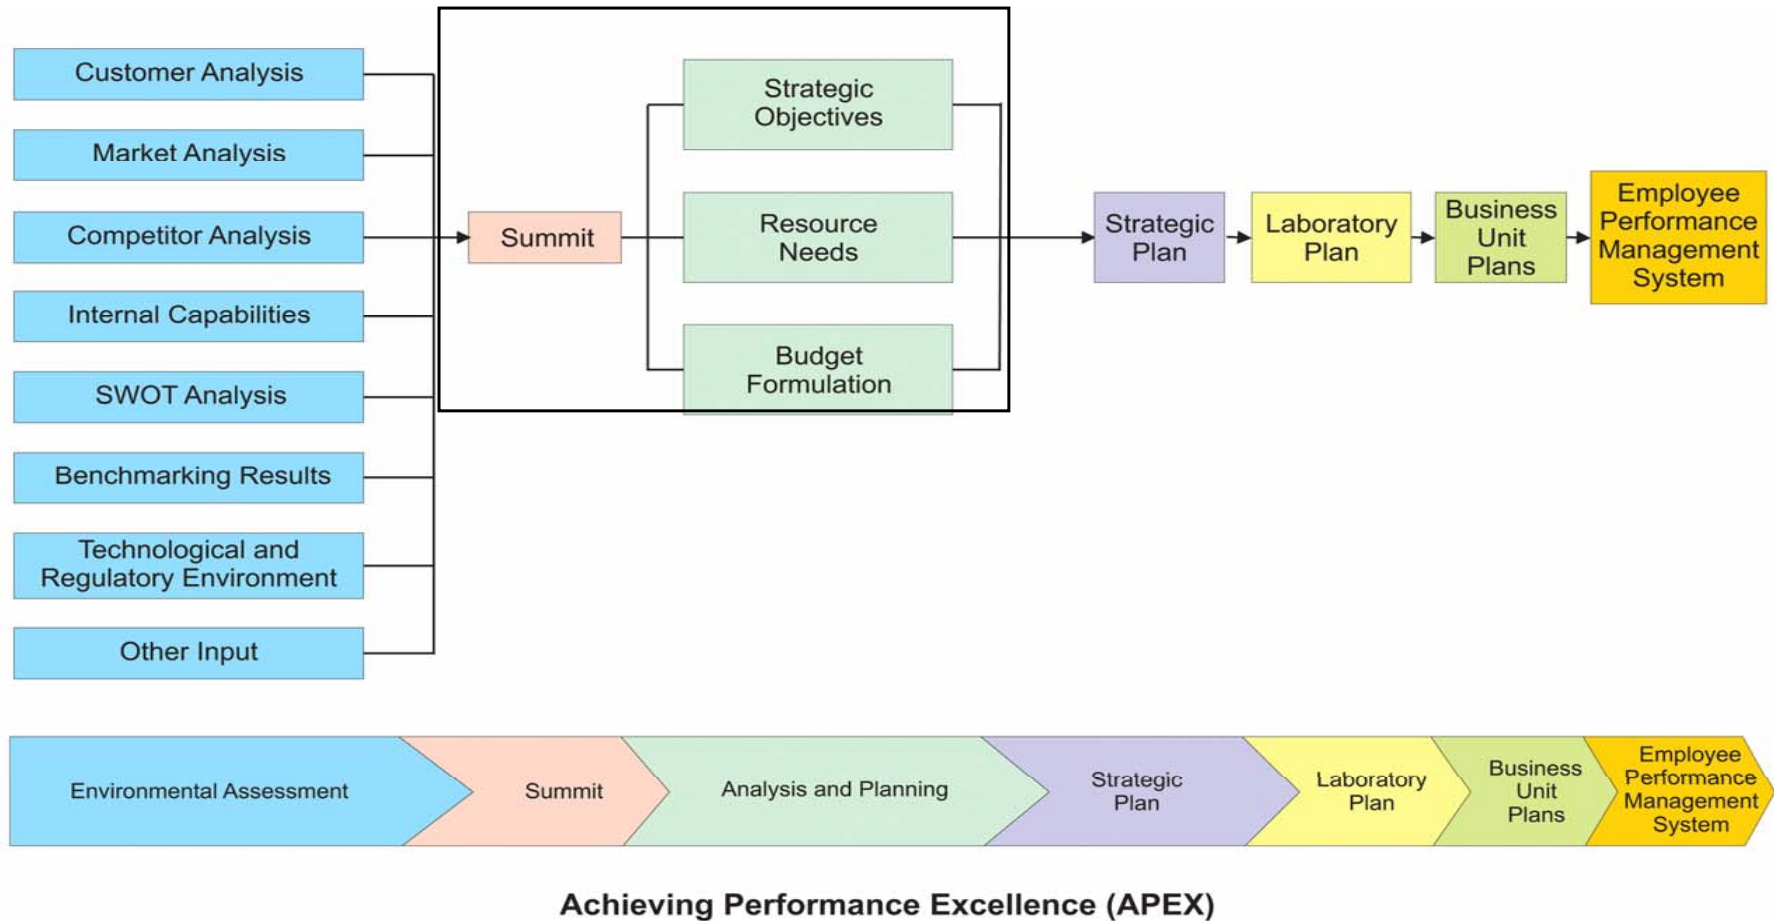 Customer Analysis
Market Analysis
Competitor Analysis
Internal Capabilities
SWOT Analysis
Benchmarking Results
Technological and
Regulatory Environment
Other Input
Summit
Strategic
Objectives
Resource
Needs
Budget
Formulation
Strategic
Plan
Laboratory
Plan
Business
Unit
Plans
Employee
Performance
Management
System
Environmental Assessment
Summit
Analysis and Planning
Strategic
Plan
Laboratory
Plan
Business
Unit
Plans
Employee
Performance
Management
System
Achieving Performance Excellence (APEX)